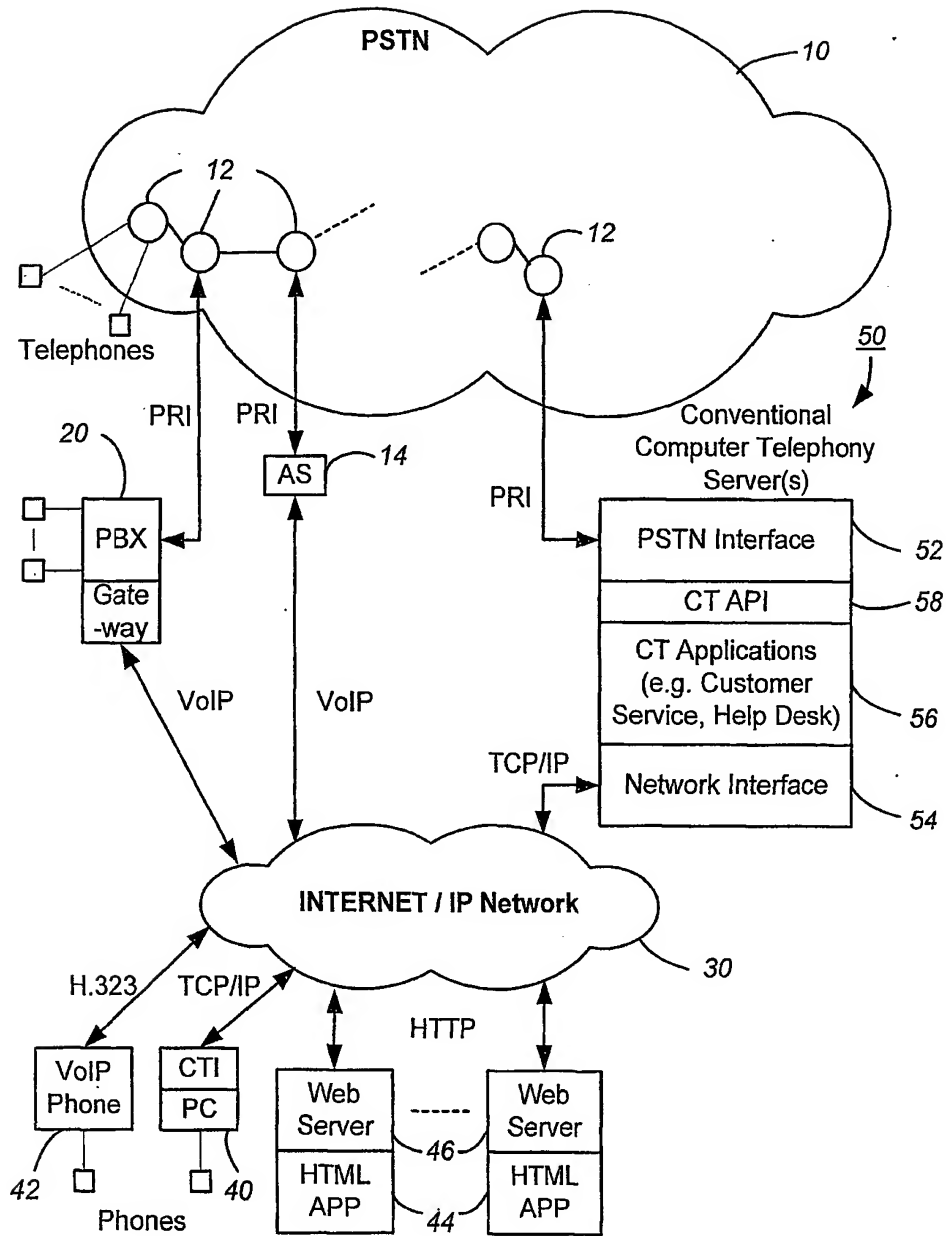 PSTN
10
12
12
Telephones
50
PRI
PRI
Conventional
Computer Telephony
Server(s)
20
14
AS
PRI
PBX
PSTN Interface
52
Gate
-way
CT API
58
CT Applications
(e.g. Customer
Service, Help Desk)
56
VoIP
VoIP
TCP/IP
Network Interface
54
INTERNET / IP Network
30
H.323
TCP/IP
HTTP
VoIP
Phone
CTI
PC
Web
Server
Web
Server
46
42
40
HTML
APP
44
HTML
APP
Phones